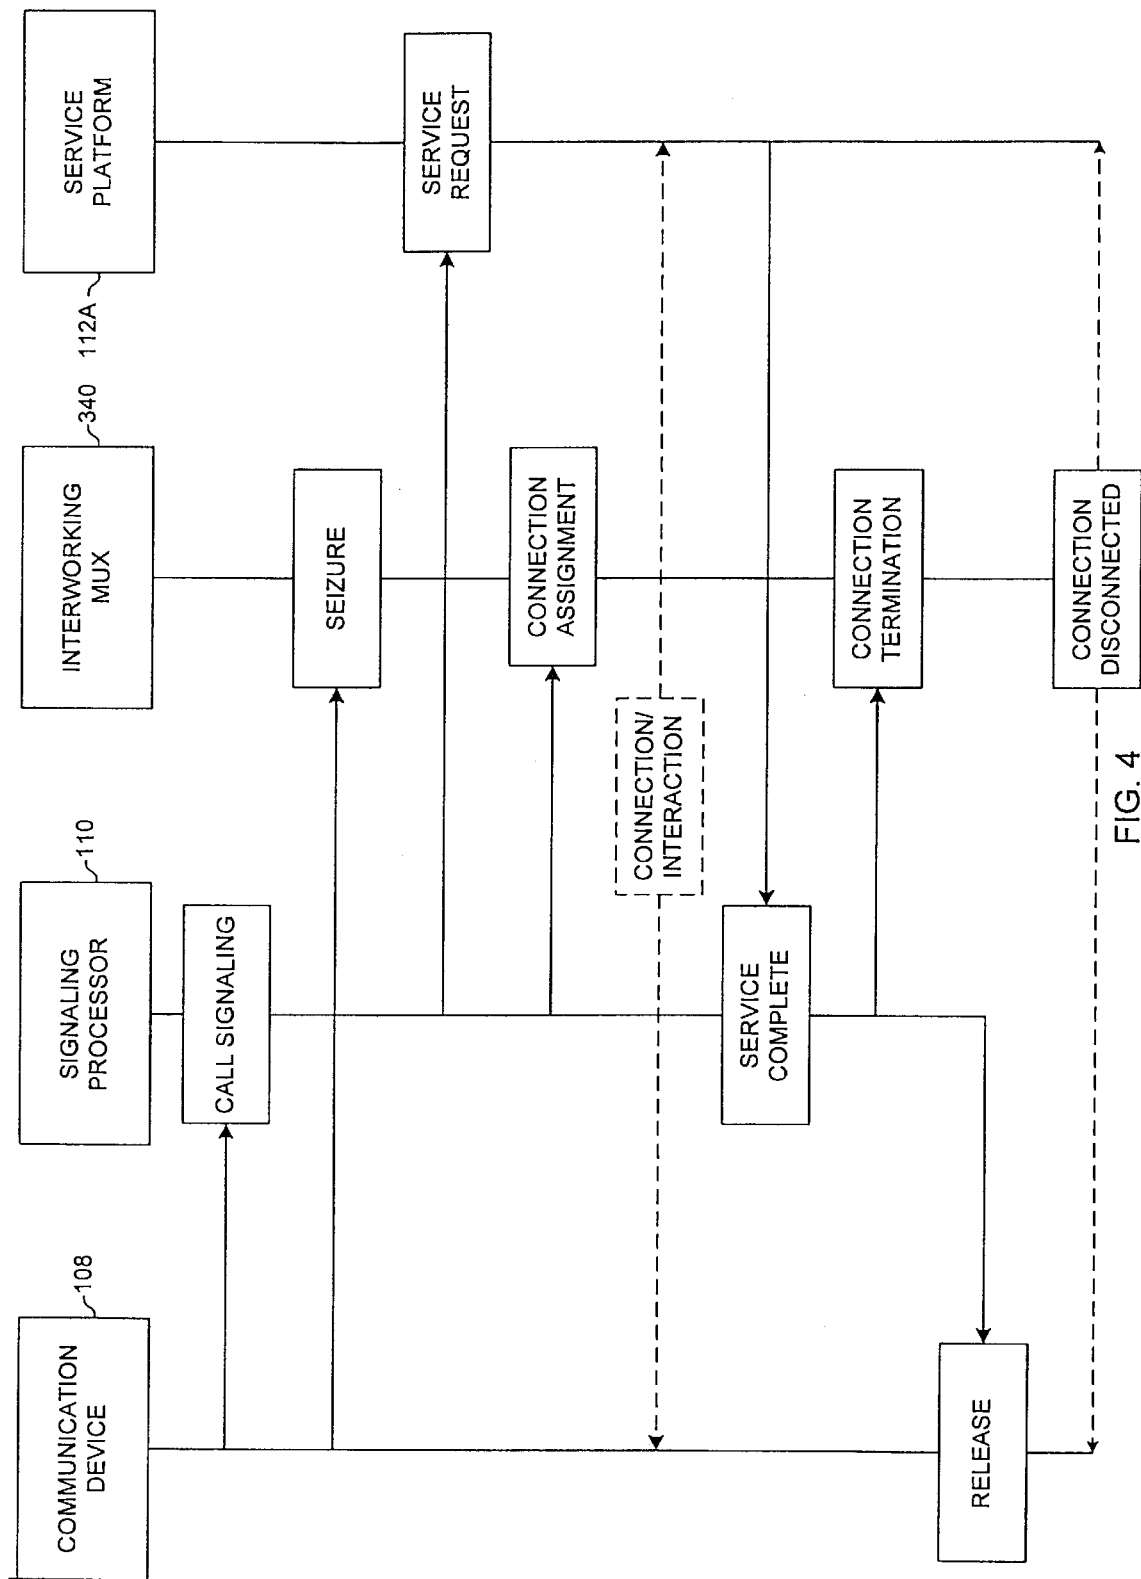 COMMUNICATION
DEVICE
108
SIGNALING
PROCESSOR
110
INTERWORKING
MUX
340
SERVICE
PLATFORM
112A
CALL SIGNALING
SEIZURE
SERVICE
REQUEST
CONNECTION
ASSIGNMENT
CONNECTION/
INTERACTION
SERVICE
COMPLETE
CONNECTION
TERMINATION
RELEASE
CONNECTION
DISCONNECTED
FIG. 4